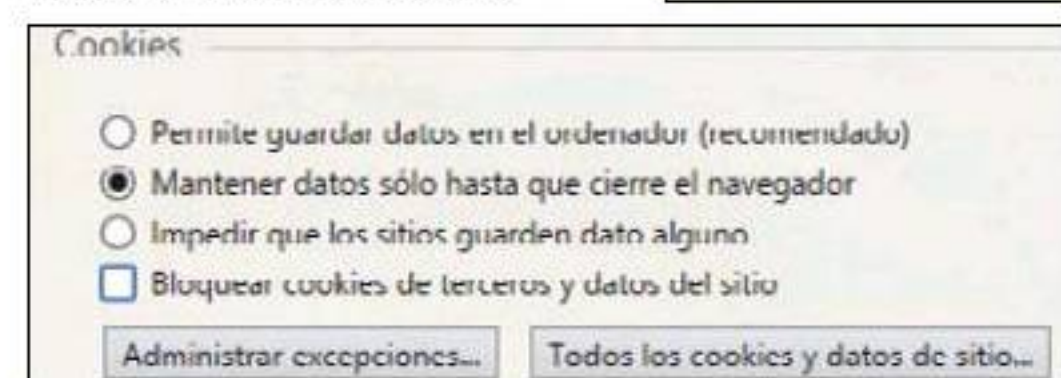 Cookies
Permite guardar datos en el ordenador (recomendado)
Mantener datos sólo hasta que cierre el navegador
Impedir que los sitios guarden dato alguno
Bloquear cookies de terceros y datos del sitio
Administrar excepciones... Todos los cookies y datos de sitio...